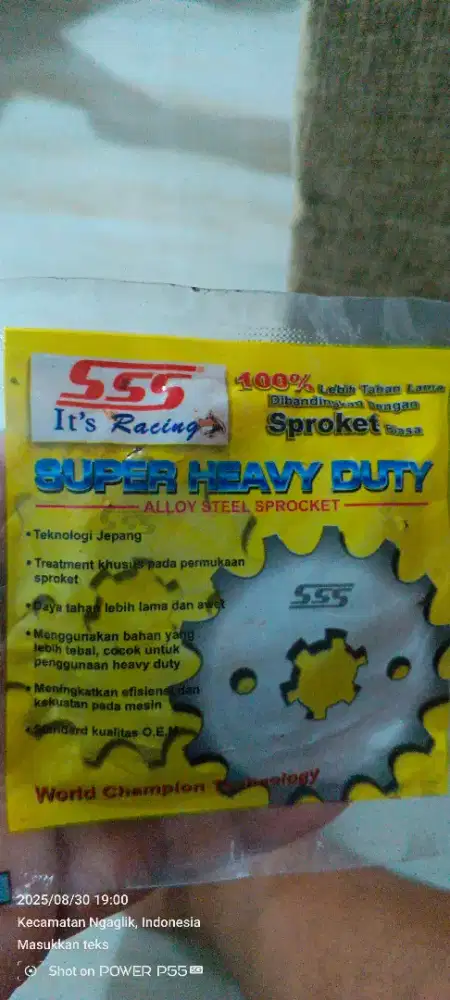 SSS
It's Racing
100% Lebih Tahan Lama
Dibandingkan Dengan
Sproket Biasa
SUPER HEAVY DUTY
ALLOY STEEL SPROCKET
• Teknologi Jepang
• Treatment khusus pada permukaan
sproket
• Daya tahan lebih lama dan awet
• Menggunakan bahan yang
lebih tebal, cocok untuk
penggunaan heavy duty
• Meningkatkan efisiensi dan
kekuatan pada mesin
• Standard kualitas O.E.M
SSS
World Champion Technology
2025/08/30 19:00
Kecamatan Ngaglik, Indonesia
Masukkan teks
Shot on POWER P55 5G